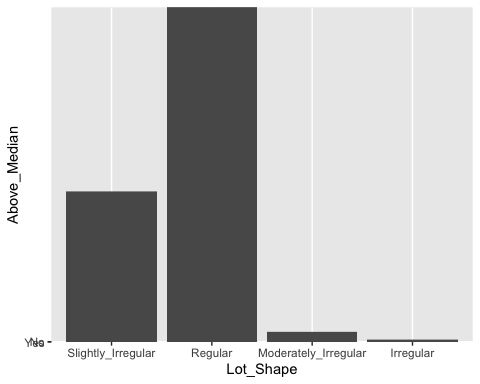 Above_Median
Yes
No
Slightly_Irregular Regular Moderately_Irregular Irregular
Lot_Shape